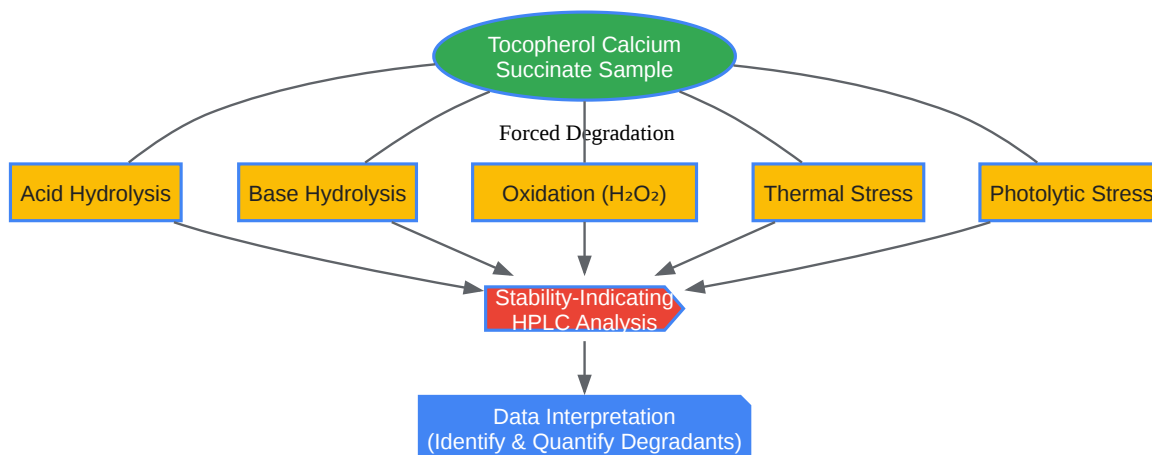 Tocopherol Calcium
Succinate Sample
Forced Degradation
Acid Hydrolysis
Base Hydrolysis
Oxidation (H₂O₂)
Thermal Stress
Photolytic Stress
Stability-Indicating
HPLC Analysis
Data Interpretation
(Identify & Quantify Degradants)